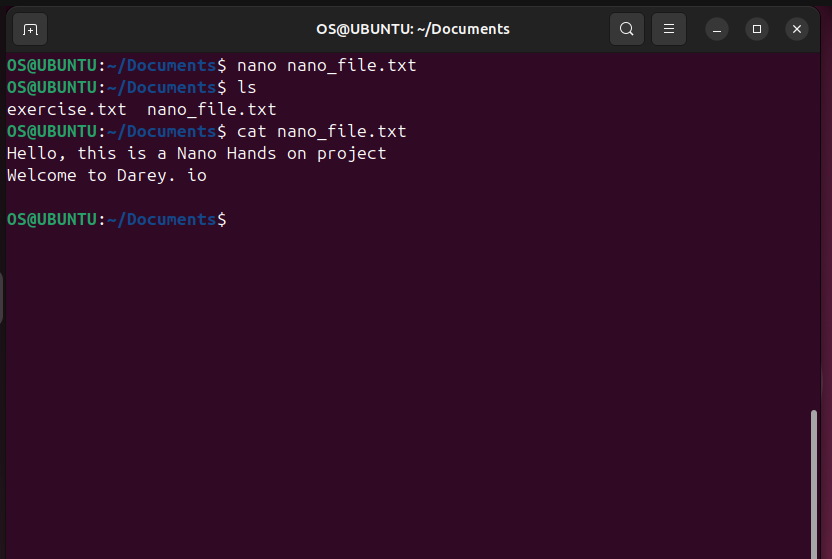 OS@UBUNTU: ~/Documents
OS@UBUNTU:~/Documents$ nano nano_file.txt
OS@UBUNTU:~/Documents$ ls
exercise.txt  nano_file.txt
OS@UBUNTU:~/Documents$ cat nano_file.txt
Hello, this is a Nano Hands on project
Welcome to Darey. io
OS@UBUNTU:~/Documents$